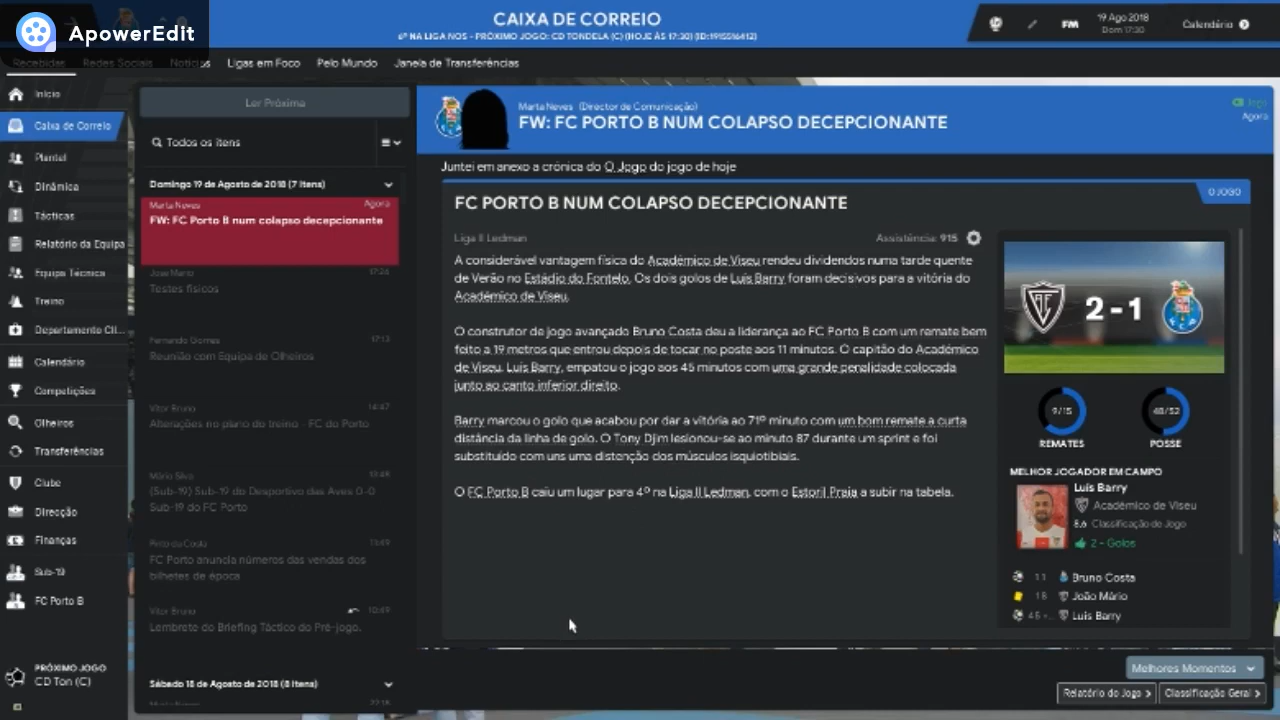 ApowerEdit
CAIXA DE CORREIO
6º NA LIGA NOS - PRÓXIMO JOGO: CD TONDELA (C) (HOJE ÀS 17:30) (ID:1915516412)
FM
19 Ago 2018
Dom 17:30
Calendário
Recebidas Redes Sociais Notícias Ligas em Foco Pelo Mundo Janela de Transferências
Início
Caixa de Correio
Plantel
Dinâmica
Tácticas
Relatório da Equipa
Equipa Técnica
Treino
Departamento Clí...
Calendário
Competições
Olheiros
Transferências
Clube
Direcção
Finanças
Sub-19
FC Porto B
PRÓXIMO JOGO
CD Ton (C)
Ler Próxima
Todos os itens
Domingo 19 de Agosto de 2018 (7 itens)
Marta Neves Agora
FW: FC Porto B num colapso decepcionante
17:26
Testes físicos
Fernando Gomes 17:13
Reunião com Equipa de Olheiros
Vítor Bruno 14:47
Alterações no plano do treino - FC do Porto
Mário Silva 13:48
(Sub-19) Sub-19 do Desportivo das Aves 0-0
Sub-19 do FC Porto
Pinto da Costa
FC Porto anuncia números das vendas dos
bilhetes de época
Vítor Bruno 10:49
Lembrete do Briefing Táctico do Pré-jogo.
Sábado 18 de Agosto de 2018 (8 itens)
Marta Neves (Director de Comunicação)
FW: FC PORTO B NUM COLAPSO DECEPCIONANTE
Jogo
Agora
Juntei em anexo a crónica do O Jogo do jogo de hoje
O JOGO
FC PORTO B NUM COLAPSO DECEPCIONANTE
Liga II Ledman Assistência: 915
A considerável vantagem física do Académico de Viseu rendeu dividendos numa tarde quente
de Verão no Estádio do Fontelo. Os dois golos de Luís Barry foram decisivos para a vitória do
Académico de Viseu.
O construtor de jogo avançado Bruno Costa deu a liderança ao FC Porto B com um remate bem
feito a 19 metros que entrou depois de tocar no poste aos 11 minutos. O capitão do Académico
de Viseu, Luís Barry, empatou o jogo aos 45 minutos com uma grande penalidade colocada
junto ao canto inferior direito.
Barry marcou o golo que acabou por dar a vitória ao 71º minuto com um bom remate a curta
distância da linha de golo. O Tony Djim lesionou-se ao minuto 87 durante um sprint e foi
substituído com uns uma distenção dos músculos isquiotibiais.
O FC Porto B caiu um lugar para 4º na Liga II Ledman, com o Estoril Praia a subir na tabela.
2 - 1
9/15
48/52
REMATES
POSSE
MELHOR JOGADOR EM CAMPO
Luís Barry
Académico de Viseu
8.6 Classificação de Jogo
2 - Golos
11 Bruno Costa
18 João Mário
45 Luís Barry
Melhores Momentos
Relatório do Jogo
Classificação Geral